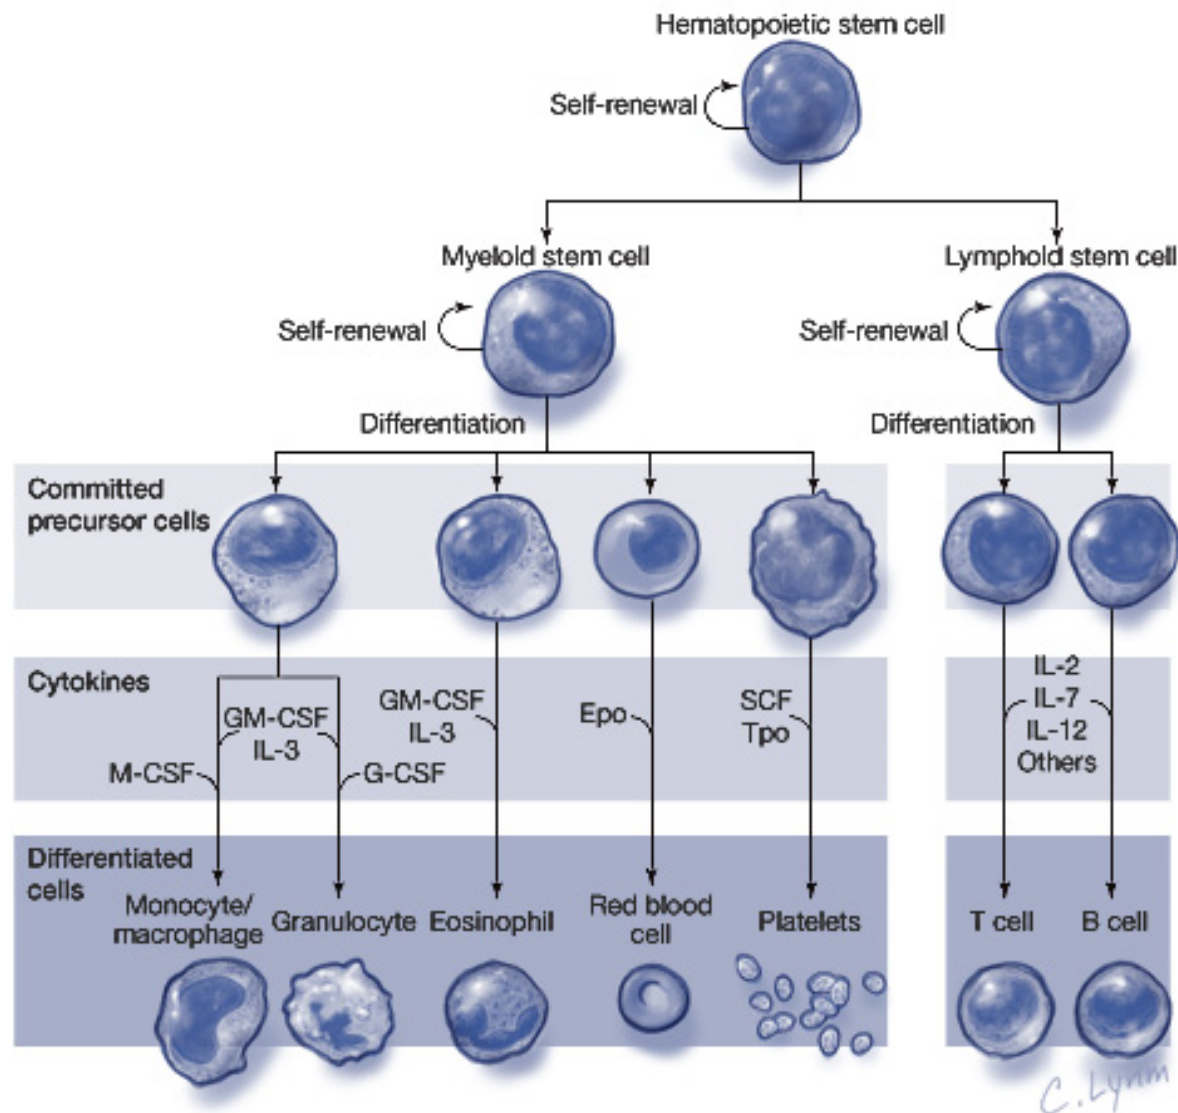 Hematopoietic stem cell
Self-renewal
Myeloid stem cell
Lymphoid stem cell
Self-renewal
Self-renewal
Differentiation
Differentiation
Committed
precursor cells
Cytokines
GM-CSF
IL-3
M-CSF
G-CSF
GM-CSF
IL-3
Epo
SCF
Tpo
IL-2
IL-7
IL-12
Others
Differentiated
cells
Monocyte/
macrophage
Granulocyte
Eosinophil
Red blood
cell
Platelets
T cell
B cell
C. Lynm